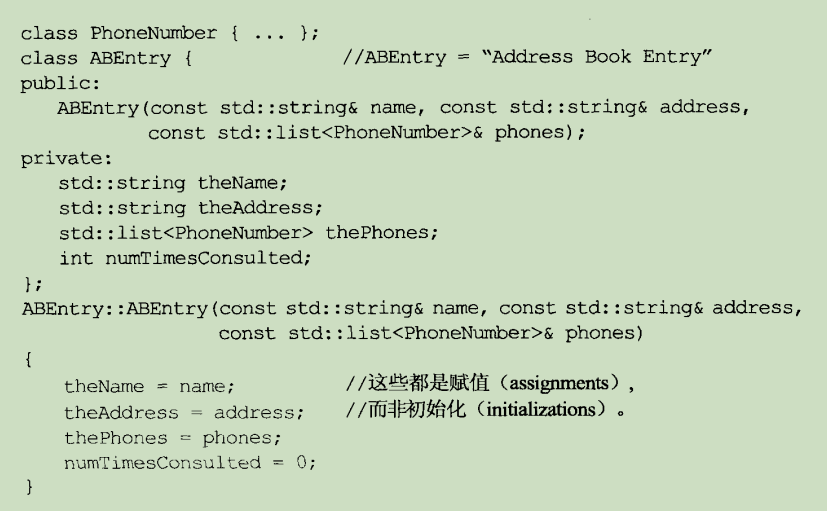 class PhoneNumber { ... };
class ABEntry {                //ABEntry = “Address Book Entry”
public:
   ABEntry(const std::string& name, const std::string& address,
           const std::list<PhoneNumber>& phones);
private:
   std::string theName;
   std::string theAddress;
   std::list<PhoneNumber> thePhones;
   int numTimesConsulted;
};
ABEntry::ABEntry(const std::string& name, const std::string& address,
                 const std::list<PhoneNumber>& phones)
{
   theName = name;            //这些都是赋值（assignments）,
   theAddress = address;      //而非初始化（initializations）。
   thePhones = phones;
   numTimesConsulted = 0;
}